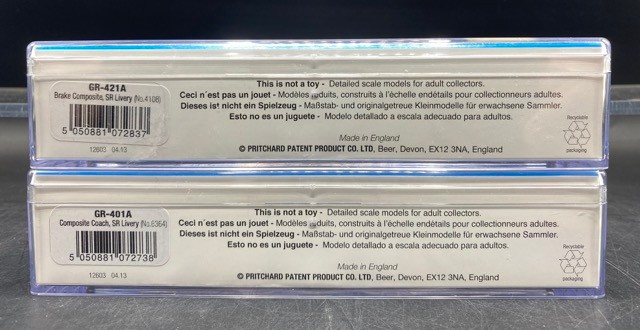 GR-421A
Brake Composite, SR Livery (No.4108)
5 050881 072837
12603 04.13
This is not a toy - Detailed scale models for adult collectors.
Ceci n´est pas un jouet - Modèles réduits, construits à l'échelle endétails pour collectionneurs adultes.
Dieses ist nicht ein Spielzeug - Maßstab- und originalgetreue Kleinmodelle für erwachsene Sammler.
Esto no es un juguete - Modelo detallado a escala adecuado para adultos.
Made in England
© PRITCHARD PATENT PRODUCT CO. LTD, Beer, Devon, EX12 3NA, England
Recyclable
packaging
GR-401A
Composite Coach, SR Livery (No.6364)
5 050881 072738
12603 04.13
This is not a toy - Detailed scale models for adult collectors.
Ceci n´est pas un jouet - Modèles réduits, construits à l'échelle endétails pour collectionneurs adultes.
Dieses ist nicht ein Spielzeug - Maßstab- und originalgetreue Kleinmodelle für erwachsene Sammler.
Esto no es un juguete - Modelo detallado a escala adecuado para adultos.
Made in England
© PRITCHARD PATENT PRODUCT CO. LTD, Beer, Devon, EX12 3NA, England
Recyclable
packaging